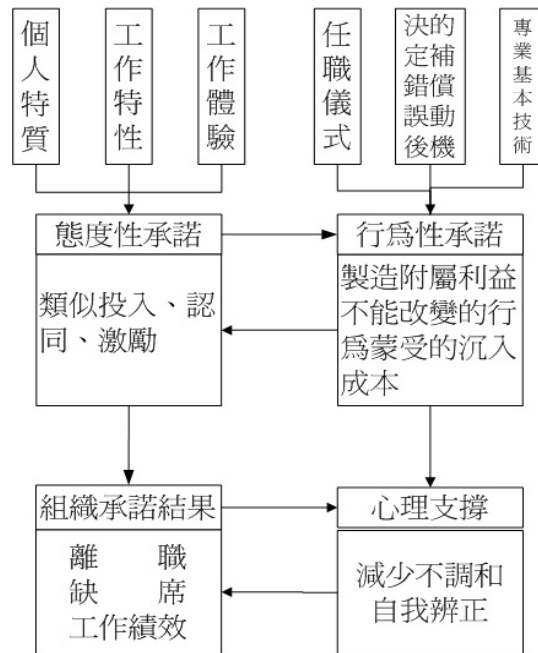 個人特質
工作特性
工作體驗
任職儀式
決定錯誤後
的補償動機
專業基本技術
態度性承諾
行為性承諾
類似投入、認
同、激勵
製造附屬利益
不能改變的行
為蒙受的沉入
成本
組織承諾結果
心理支撐
離職
缺席
工作績效
減少不調和
自我辨正